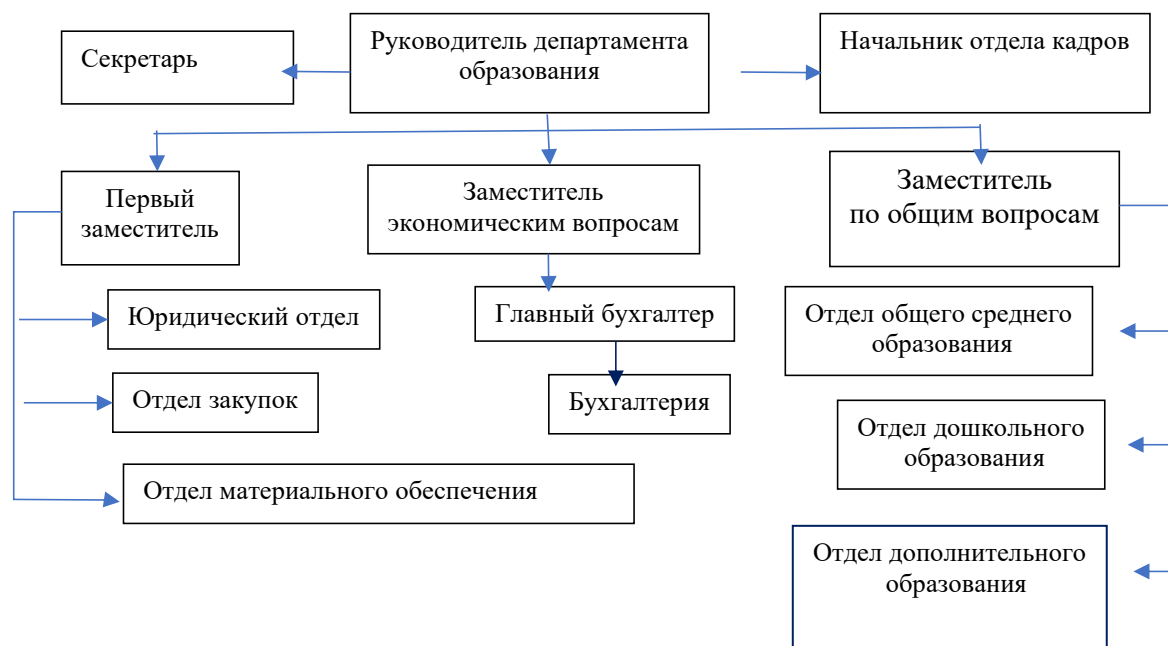 Секретарь
Руководитель департамента
образования
Начальник отдела кадров
Первый
заместитель
Заместитель
экономическим вопросам
Заместитель
по общим вопросам
Юридический отдел
Главный бухгалтер
Отдел общего среднего
образования
Отдел закупок
Бухгалтерия
Отдел дошкольного
образования
Отдел материального обеспечения
Отдел дополнительного
образования